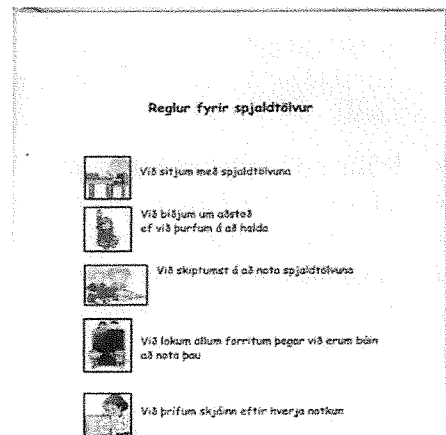 Reglur fyrir spjaldtölvur
Við sitjum með spjaldtölvuna
Við biðjum um aðstoð
ef við þurfum á að halda
Við skiptumst á að nota spjaldtölvuna
Við lokum öllum forritum þegar við erum búin
að nota þau
Við þrífum skjáinn eftir hverja notkun